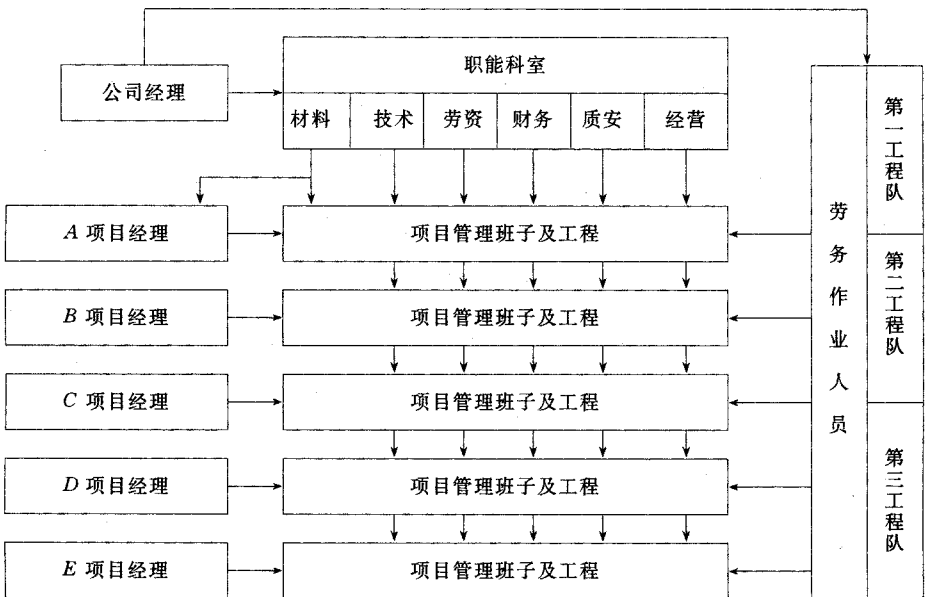 职能科室
公司经理
材料 技术 劳资 财务 质安 经营
A 项目经理 项目管理班子及工程
B 项目经理 项目管理班子及工程
C 项目经理 项目管理班子及工程
D 项目经理 项目管理班子及工程
E 项目经理 项目管理班子及工程
劳务作业人员
第一工程队
第二工程队
第三工程队